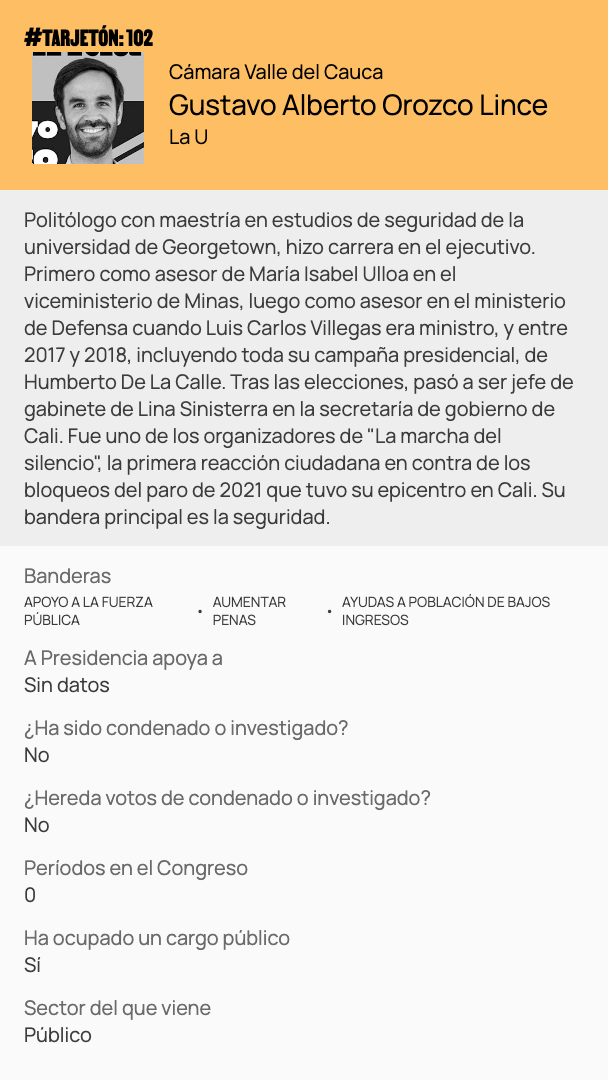 #TARJETÓN: 102
Cámara Valle del Cauca
Gustavo Alberto Orozco Lince
La U
Politólogo con maestría en estudios de seguridad de la
universidad de Georgetown, hizo carrera en el ejecutivo.
Primero como asesor de María Isabel Ulloa en el
viceministerio de Minas, luego como asesor en el ministerio
de Defensa cuando Luis Carlos Villegas era ministro, y entre
2017 y 2018, incluyendo toda su campaña presidencial, de
Humberto De La Calle. Tras las elecciones, pasó a ser jefe de
gabinete de Lina Sinisterra en la secretaría de gobierno de
Cali. Fue uno de los organizadores de "La marcha del
silencio", la primera reacción ciudadana en contra de los
bloqueos del paro de 2021 que tuvo su epicentro en Cali. Su
bandera principal es la seguridad.
Banderas
APOYO A LA FUERZA PÚBLICA • AUMENTAR PENAS • AYUDAS A POBLACIÓN DE BAJOS INGRESOS
A Presidencia apoya a
Sin datos
¿Ha sido condenado o investigado?
No
¿Hereda votos de condenado o investigado?
No
Períodos en el Congreso
0
Ha ocupado un cargo público
Sí
Sector del que viene
Público